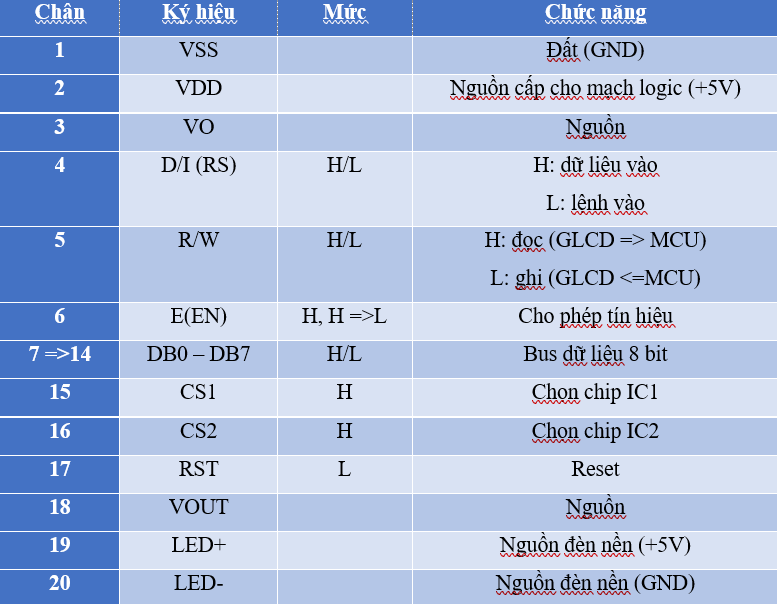 Chân Ký hiệu Mức Chức năng
1 VSS Đất (GND)
2 VDD Nguồn cấp cho mạch logic (+5V)
3 VO Nguồn
4 D/I (RS) H/L H: dữ liệu vào
L: lệnh vào
5 R/W H/L H: đọc (GLCD => MCU)
L: ghi (GLCD <=MCU)
6 E(EN) H, H =>L Cho phép tín hiệu
7 =>14 DB0 – DB7 H/L Bus dữ liệu 8 bit
15 CS1 H Chọn chip IC1
16 CS2 H Chọn chip IC2
17 RST L Reset
18 VOUT Nguồn
19 LED+ Nguồn đèn nền (+5V)
20 LED- Nguồn đèn nền (GND)